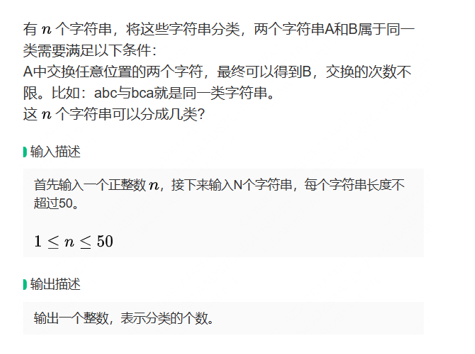 有 n 个字符串，将这些字符串分类，两个字符串A和B属于同一
类需要满足以下条件：
A中交换任意位置的两个字符，最终可以得到B，交换的次数不
限。比如：abc与bca就是同一类字符串。
这 n 个字符串可以分成几类?
输入描述
首先输入一个正整数 n，接下来输入N个字符串，每个字符串长度不
超过50。
1 ≤ n ≤ 50
输出描述
输出一个整数，表示分类的个数。